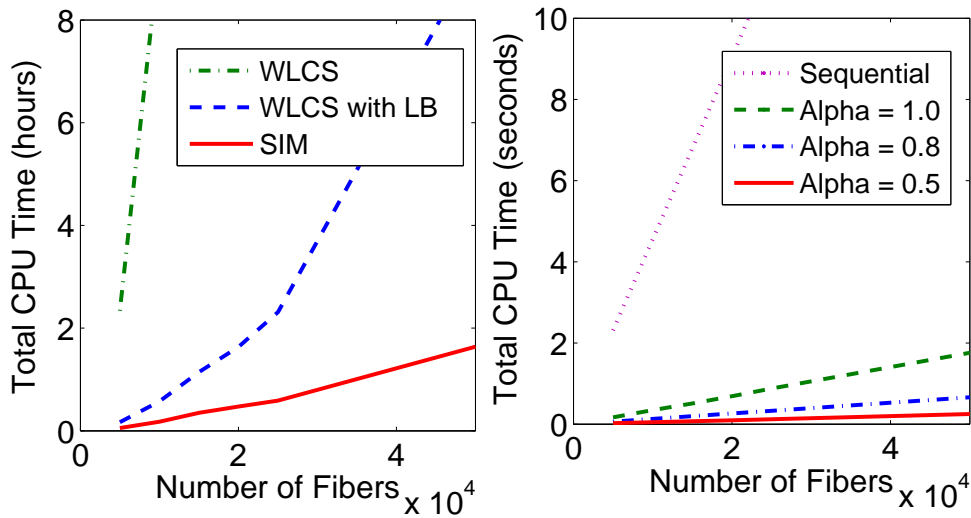 Total CPU Time (hours)
8
6
4
2
0
WLCS
WLCS with LB
SIM
0
2
4
Number of Fibers
x 10^4
Total CPU Time (seconds)
10
8
6
4
2
0
Sequential
Alpha = 1.0
Alpha = 0.8
Alpha = 0.5
0
2
4
Number of Fibers
x 10^4